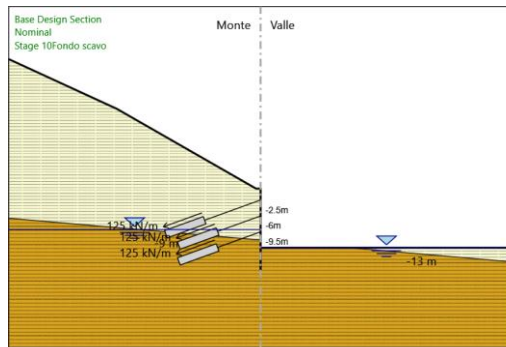 Base Design Section
Nominal
Stage 10Fondo scavo
Monte
Valle
-2.5m
125 kN/m
-6m
125 kN/m
-9 m
-9.5m
125 kN/m
-13 m